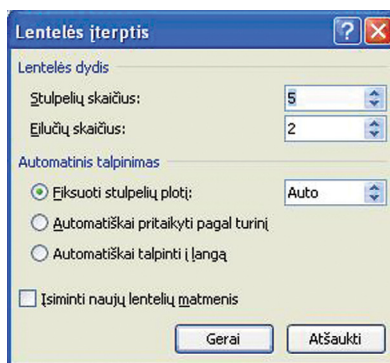 Lentelės įterptis
Lentelės dydis
Stulpelių skaičius: 5
Eilučių skaičius: 2
Automatinis talpinimas
Fiksuoti stulpelių plotį: Auto
Automatiškai pritaikyti pagal turinį
Automatiškai talpinti į langą
Įsiminti naujų lentelių matmenis
Gerai Atšaukti